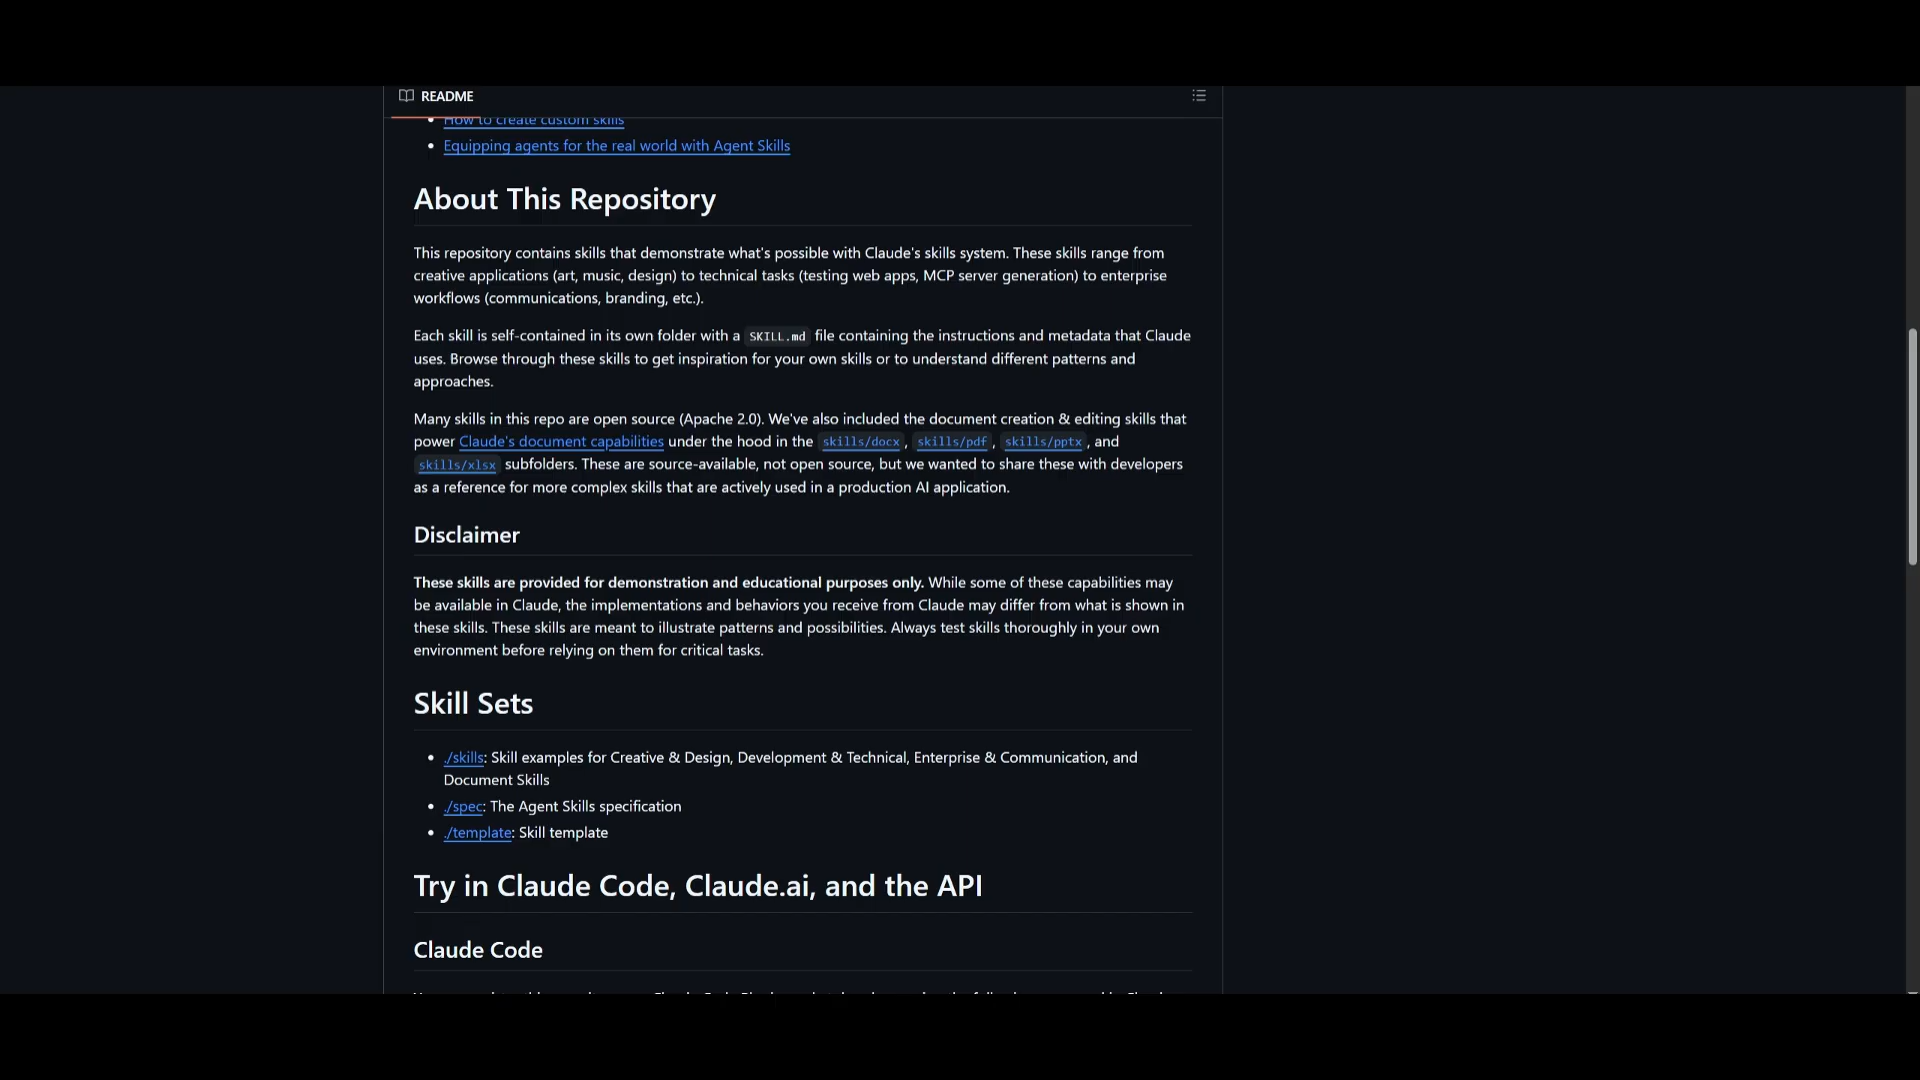 README
How to create custom skills
Equipping agents for the real world with Agent Skills
About This Repository
This repository contains skills that demonstrate what's possible with Claude's skills system. These skills range from
creative applications (art, music, design) to technical tasks (testing web apps, MCP server generation) to enterprise
workflows (communications, branding, etc.).
Each skill is self-contained in its own folder with a SKILL.md file containing the instructions and metadata that Claude
uses. Browse through these skills to get inspiration for your own skills or to understand different patterns and
approaches.
Many skills in this repo are open source (Apache 2.0). We've also included the document creation & editing skills that
power Claude's document capabilities under the hood in the skills/docx, skills/pdf, skills/pptx, and
skills/xlsx subfolders. These are source-available, not open source, but we wanted to share these with developers
as a reference for more complex skills that are actively used in a production AI application.
Disclaimer
These skills are provided for demonstration and educational purposes only. While some of these capabilities may
be available in Claude, the implementations and behaviors you receive from Claude may differ from what is shown in
these skills. These skills are meant to illustrate patterns and possibilities. Always test skills thoroughly in your own
environment before relying on them for critical tasks.
Skill Sets
./skills: Skill examples for Creative & Design, Development & Technical, Enterprise & Communication, and
Document Skills
./spec: The Agent Skills specification
./template: Skill template
Try in Claude Code, Claude.ai, and the API
Claude Code